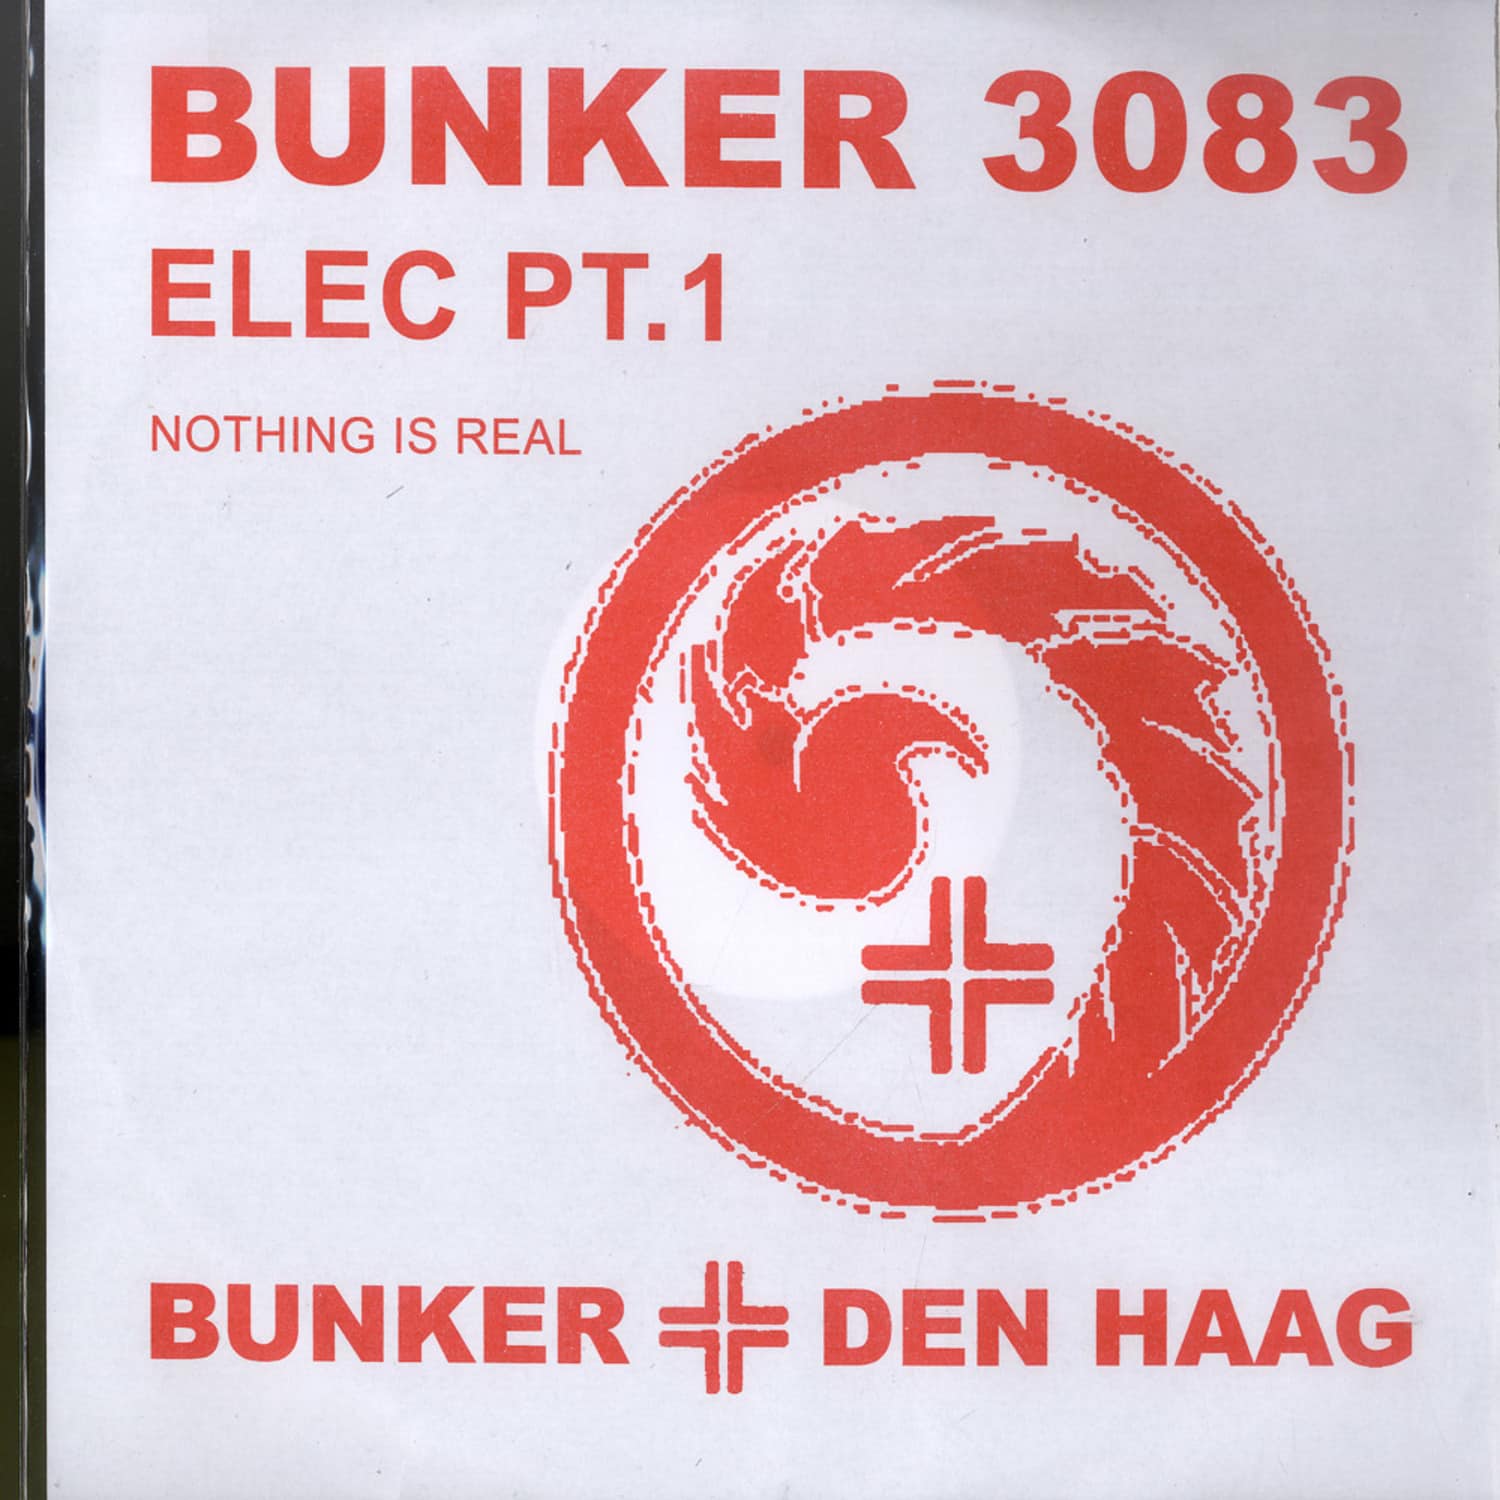 BUNKER 3083
ELEC PT.1
NOTHING IS REAL
BUNKER DEN HAAG